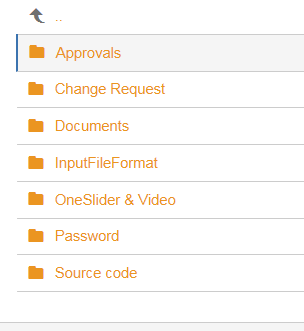 ..
Approvals
Change Request
Documents
InputFileFormat
OneSlider & Video
Password
Source code